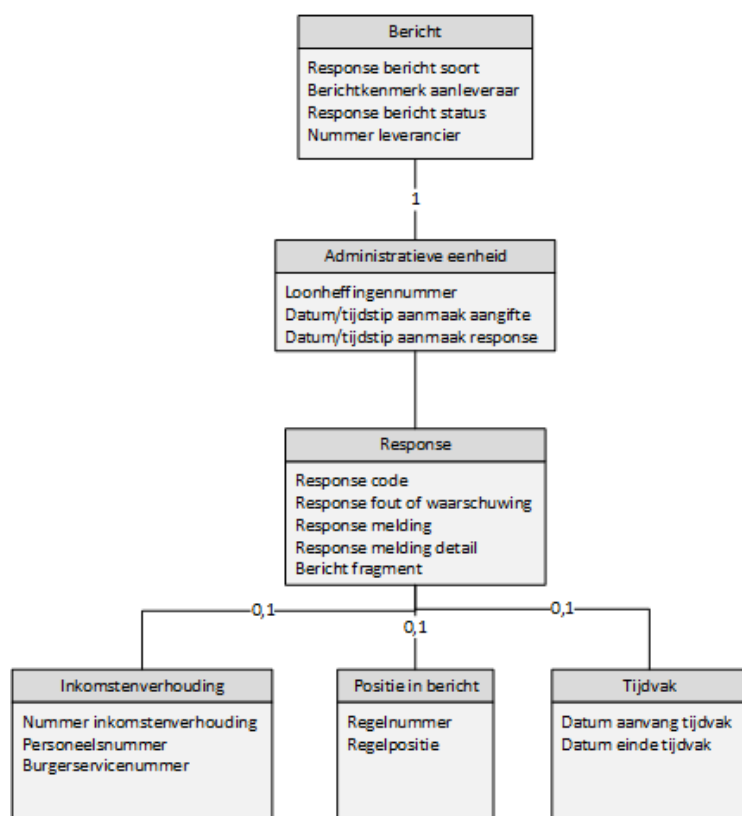 Bericht
Response bericht soort
Berichtkenmerk aanleveraar
Response bericht status
Nummer leverancier
1
Administratieve eenheid
Loonheffingennummer
Datum/tijdstip aanmaak aangifte
Datum/tijdstip aanmaak response
Response
Response code
Response fout of waarschuwing
Response melding
Response melding detail
Bericht fragment
0,1
0,1
0,1
Inkomstenverhouding
Nummer inkomstenverhouding
Personeelsnummer
Burgerservicenummer
Positie in bericht
Regelnummer
Regelpositie
Tijdvak
Datum aanvang tijdvak
Datum einde tijdvak